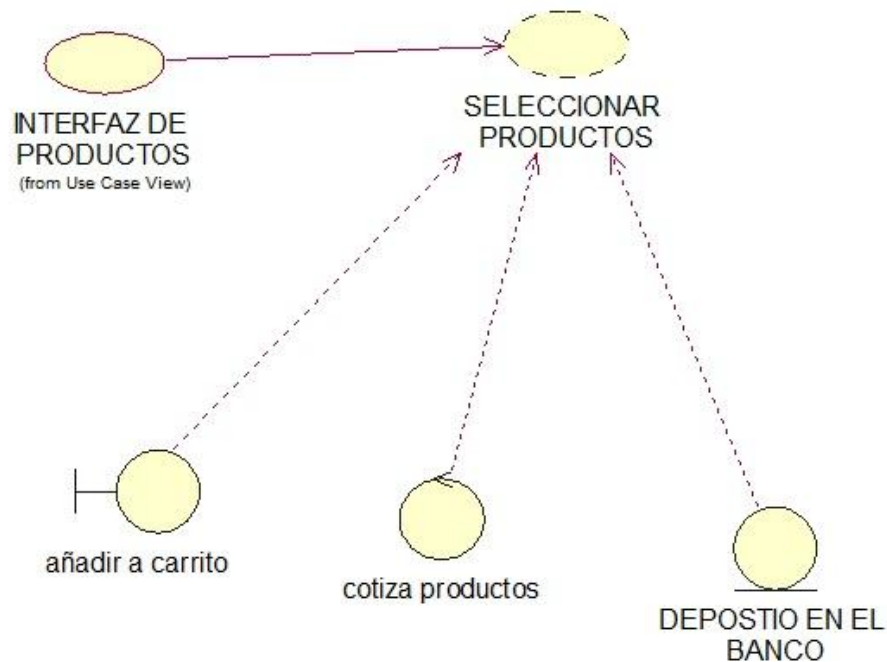 INTERFAZ DE
PRODUCTOS
(from Use Case View)
SELECCIONAR
PRODUCTOS
añadir a carrito
cotiza productos
DEPOSTIO EN EL
BANCO